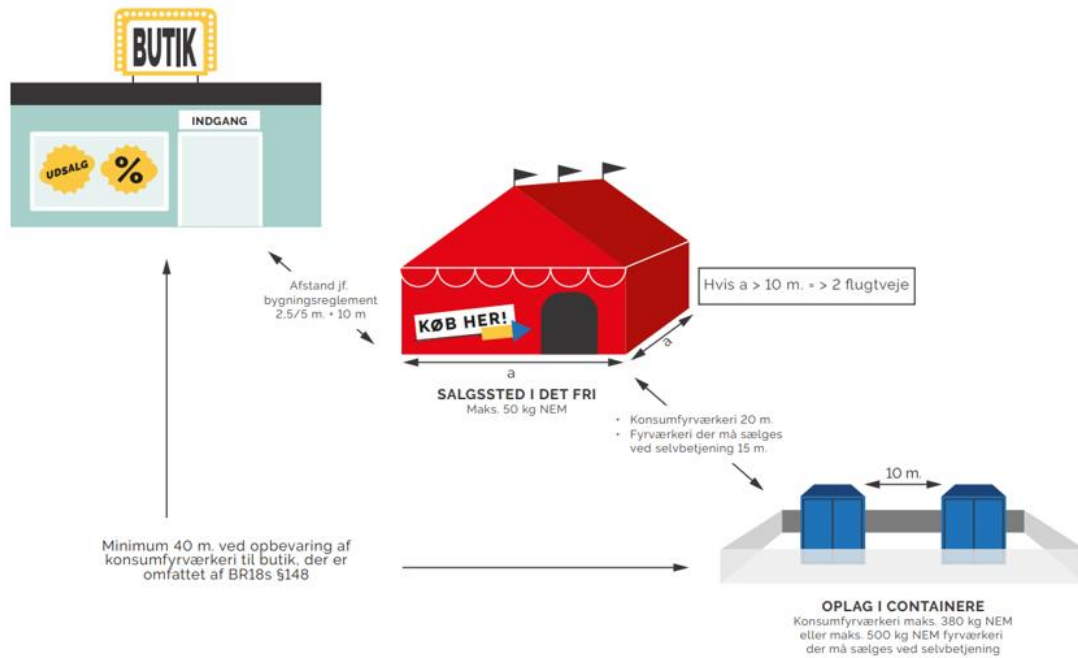 BUTIK
INDGANG
UDSALG
%
Afstand jf.
bygningsreglement
2,5/5 m. + 10 m
KØB HER!
Hvis a > 10 m. = > 2 flugtveje
a
a
SALGSSTED I DET FRI
Maks. 50 kg NEM
• Konsumfyrværkeri 20 m.
• Fyrværkeri der må sælges
ved selvbetjening 15 m.
10 m.
Minimum 40 m. ved opbevaring af
konsumfyrværkeri til butik, der er
omfattet af BR18s §148
OPLAG I CONTAINERE
Konsumfyrværkeri maks. 380 kg NEM
eller maks. 500 kg NEM fyrværkeri
der må sælges ved selvbetjening